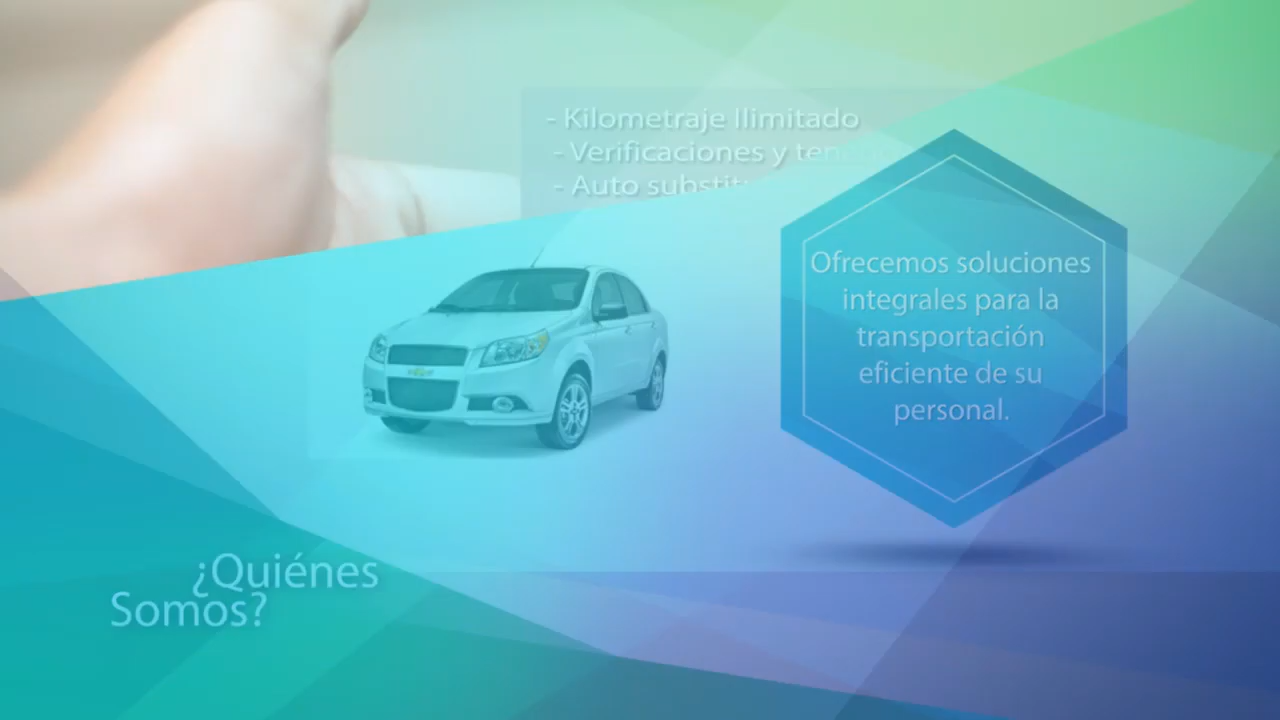 - Kilometraje Ilimitado
- Verificaciones y
- Auto
Ofrecemos soluciones
integrales para la
transportación
eficiente de su
personal.
¿Quiénes
Somos?